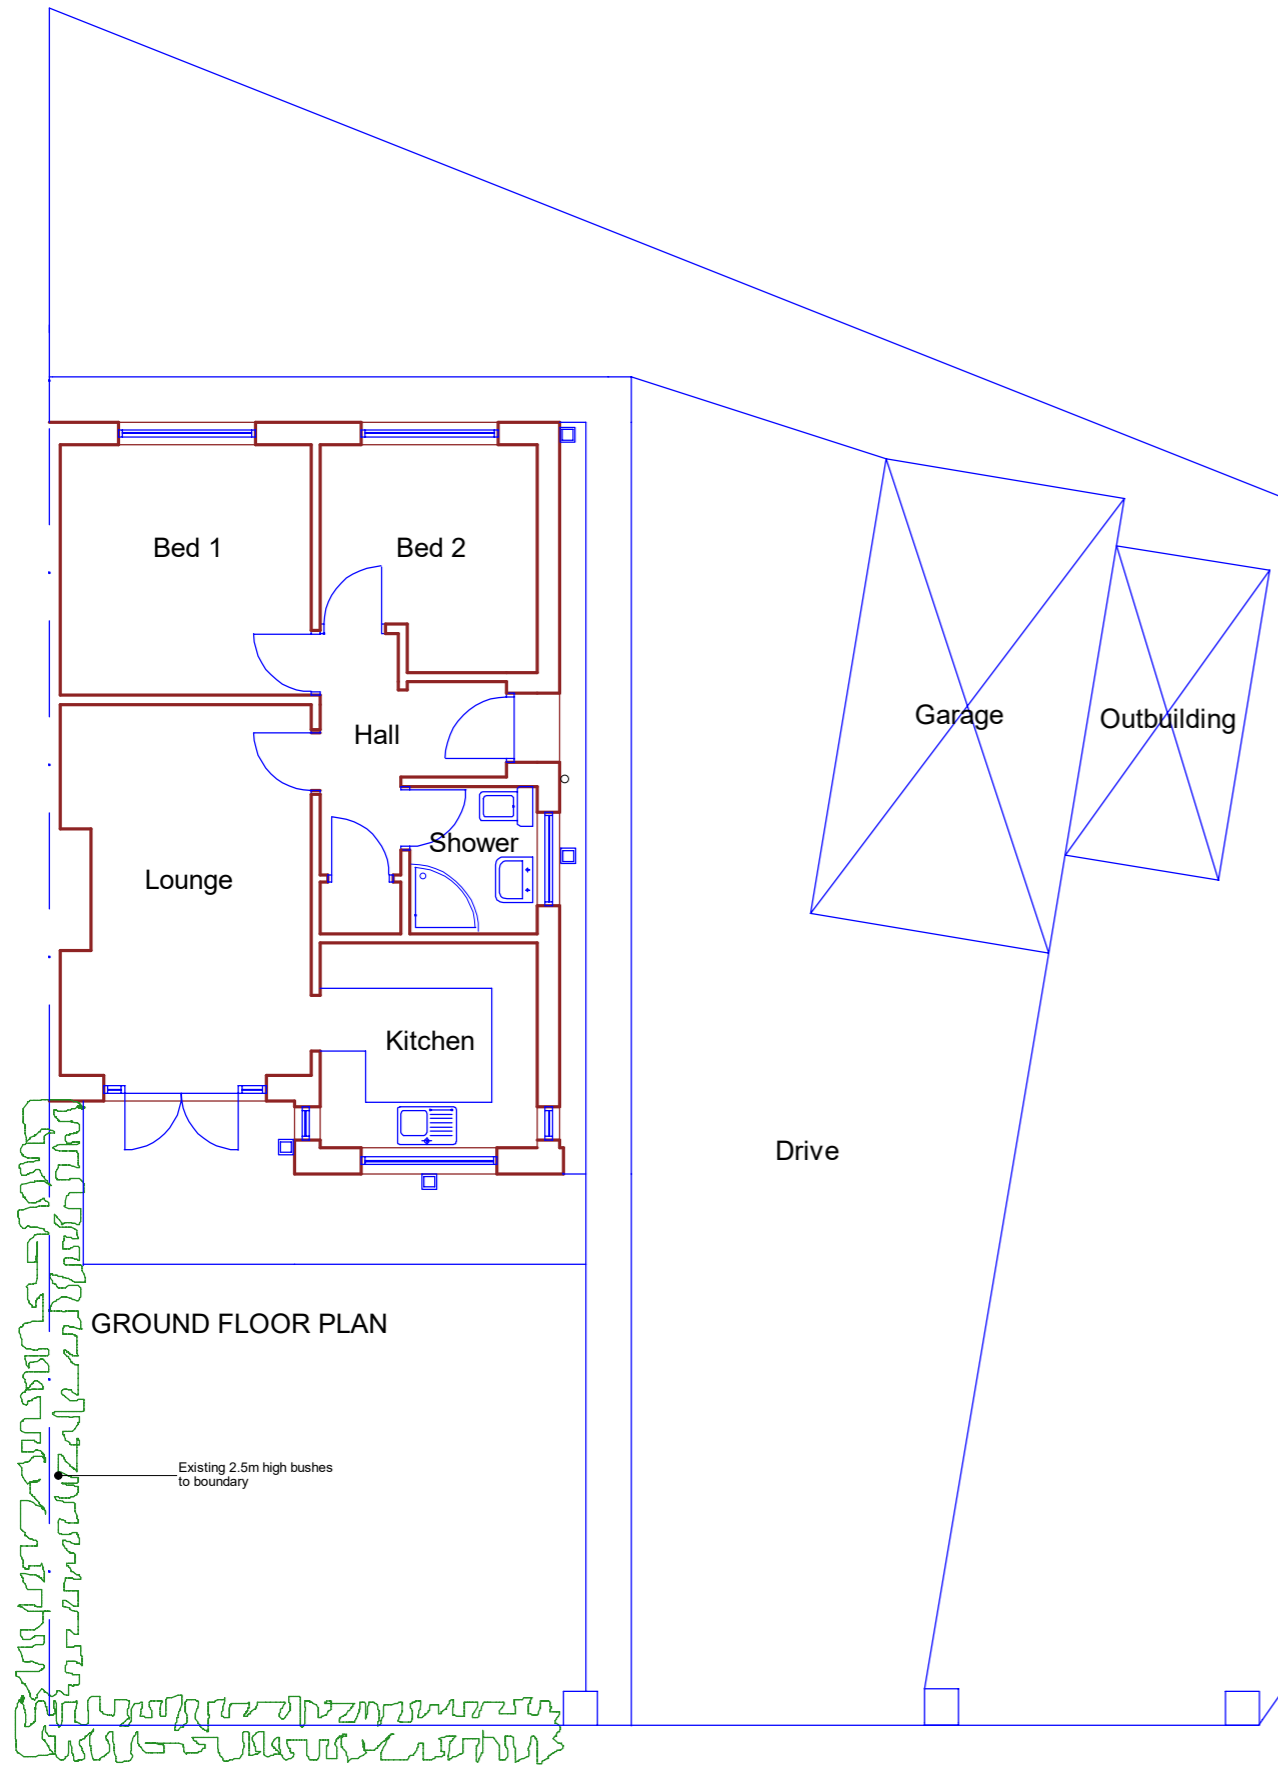 Bed 1
Bed 2
Garage
Outbuilding
Hall
Shower
Lounge
Kitchen
Drive
GROUND FLOOR PLAN
Existing 2.5m high bushes
to boundary